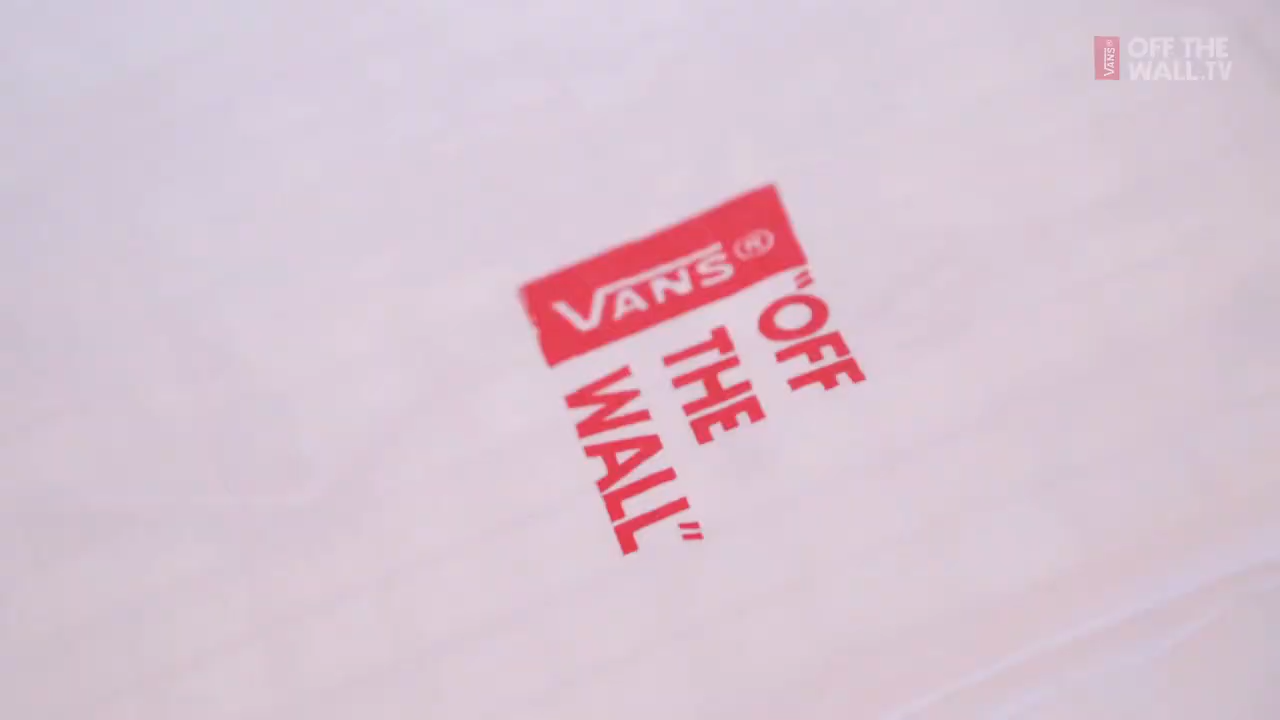 VANS®
"OFF
THE
WALL"
VANS®
OFF THE
WALL.TV